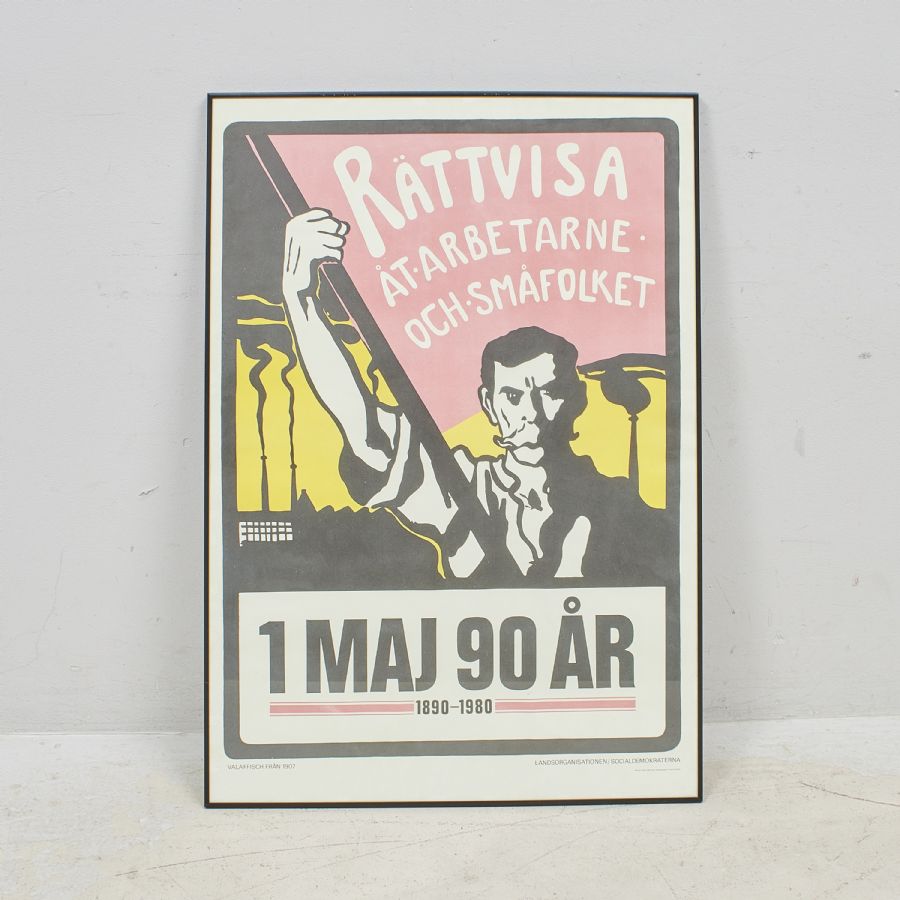 RÄTTVISA
ÅT·ARBETARNE·
OCH·SMÅFOLKET
1 MAJ 90 ÅR
1890–1980
VALAFFISCH FRÅN 1907
LANDSORGANISATIONEN/SOCIALDEMOKRATERNA